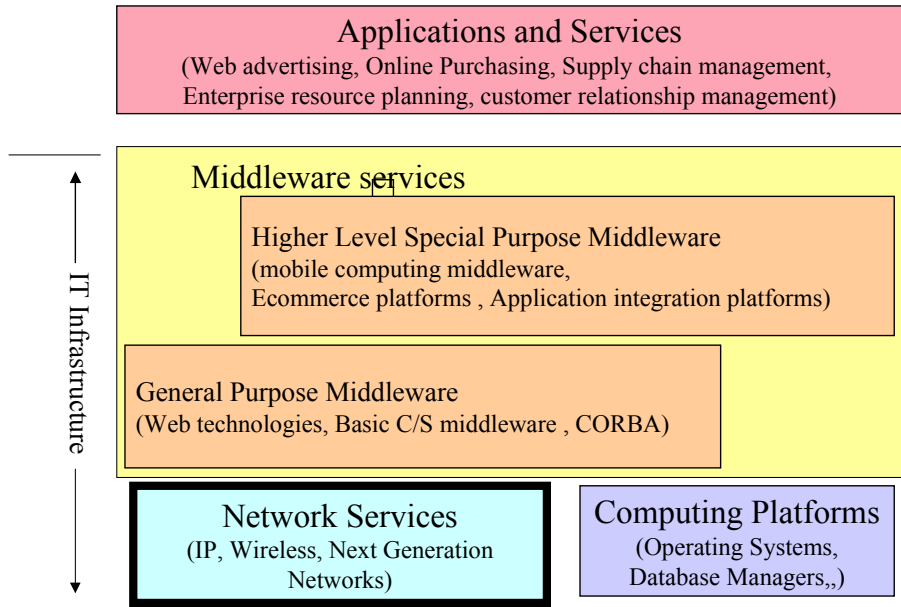 Applications and Services
(Web advertising, Online Purchasing, Supply chain management,
Enterprise resource planning, customer relationship management)
Middleware services
Higher Level Special Purpose Middleware
(mobile computing middleware,
Ecommerce platforms , Application integration platforms)
IT Infrastructure
General Purpose Middleware
(Web technologies, Basic C/S middleware , CORBA)
Network Services
(IP, Wireless, Next Generation
Networks)
Computing Platforms
(Operating Systems,
Database Managers,,)